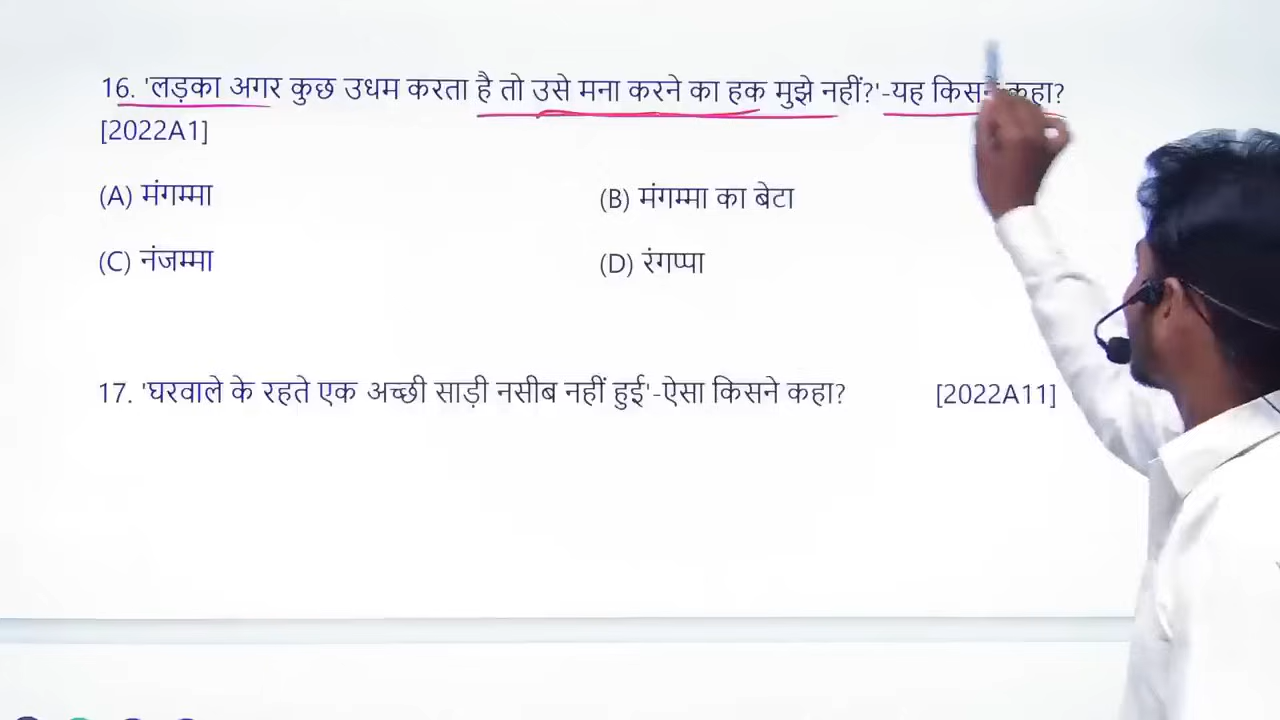 16. 'लड़का अगर कुछ उधम करता है तो उसे मना करने का हक मुझे नहीं?'-यह किसने कहा?
[2022A1]
(A) मंगम्मा
(B) मंगम्मा का बेटा
(C) नंजम्मा
(D) रंगप्पा
17. 'घरवाले के रहते एक अच्छी साड़ी नसीब नहीं हुई'-ऐसा किसने कहा?
[2022A11]